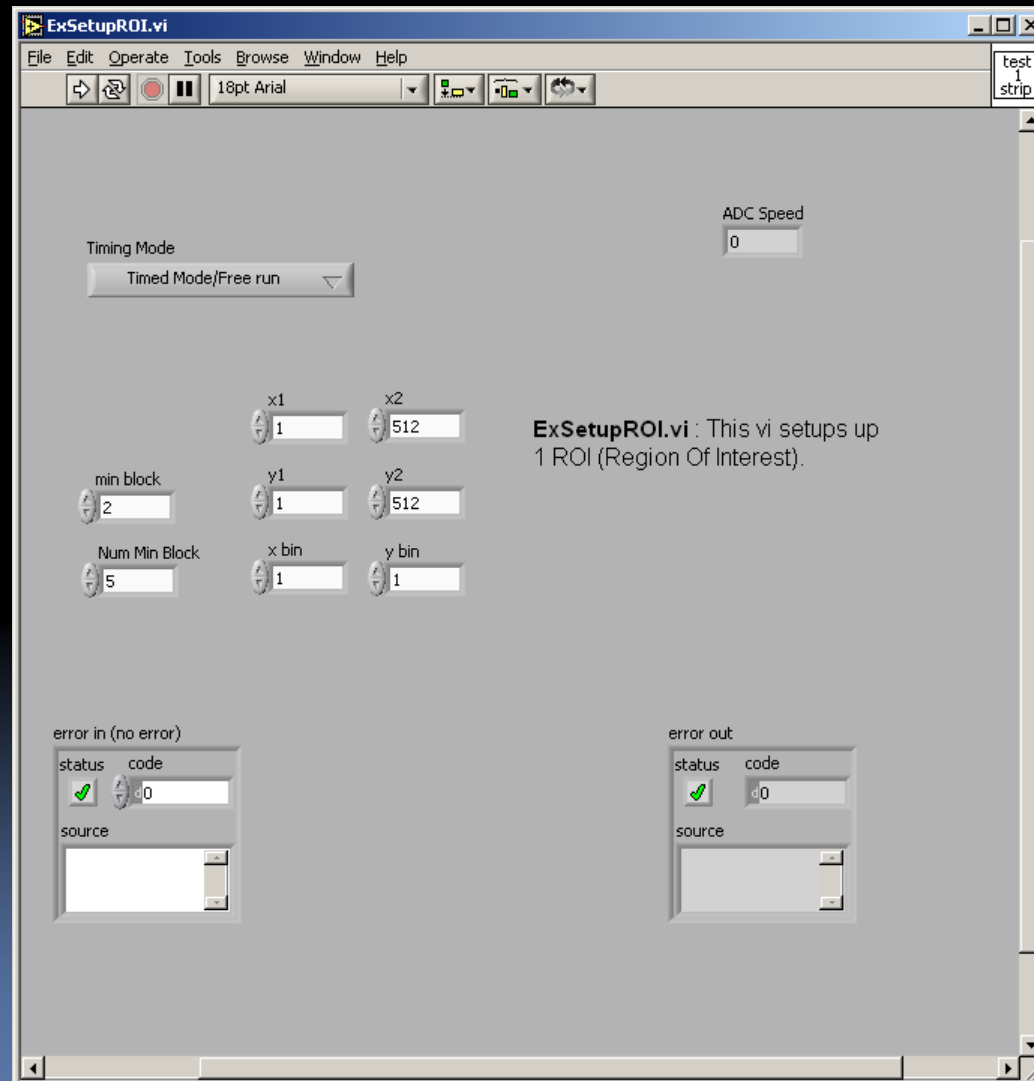 ExSetupROI.vi
File Edit Operate Tools Browse Window Help
18pt Arial
test
1
strip
ADC Speed
0
Timing Mode
Timed Mode/Free run
x1
1
x2
512
ExSetupROI.vi : This vi setups up
1 ROI (Region Of Interest).
min block
2
y1
1
y2
512
Num Min Block
5
x bin
1
y bin
1
error in (no error)
status code
d0
source
error out
status code
d0
source